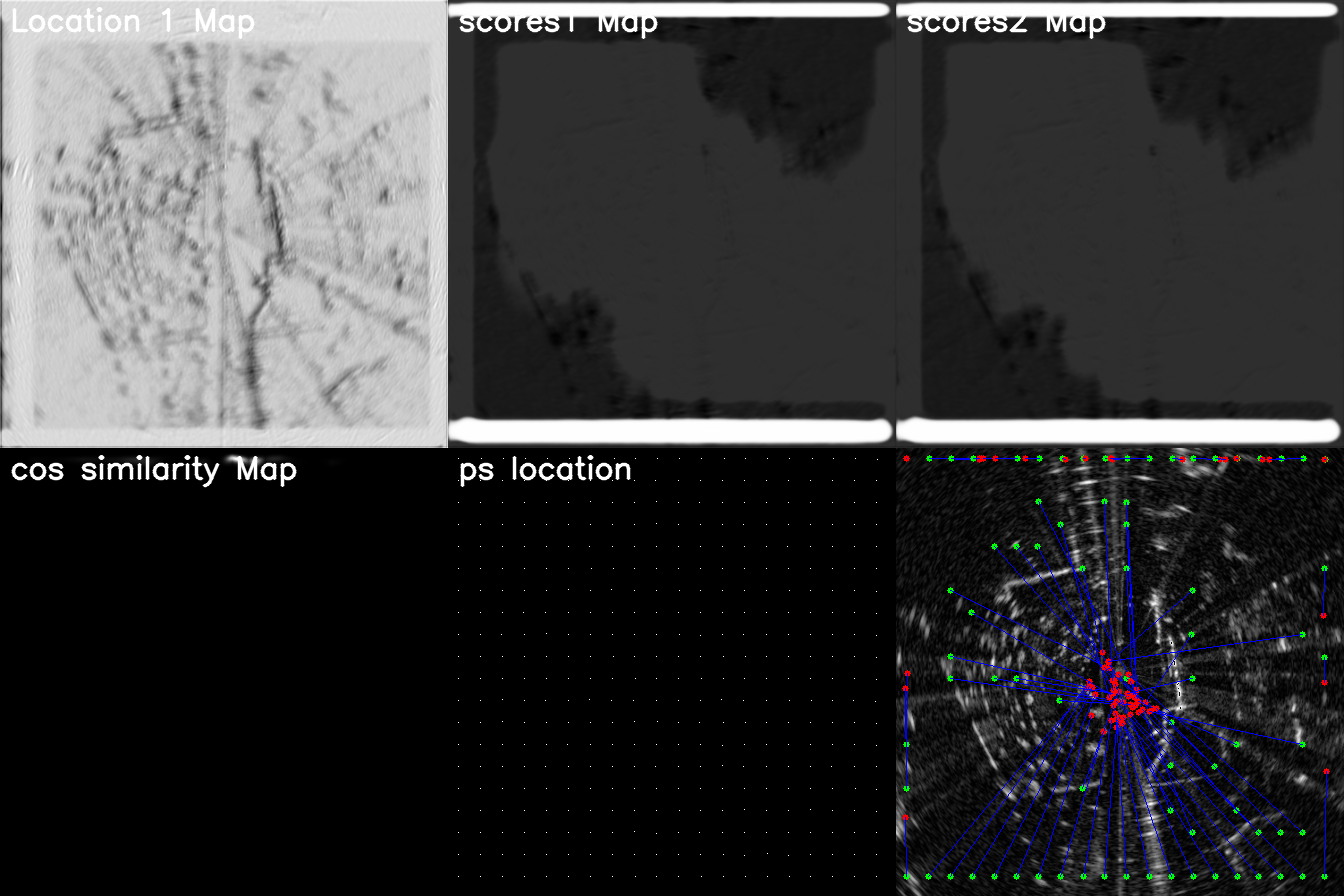 Location 1 Map
scores1 Map
scores2 Map
cos similarity Map
ps location